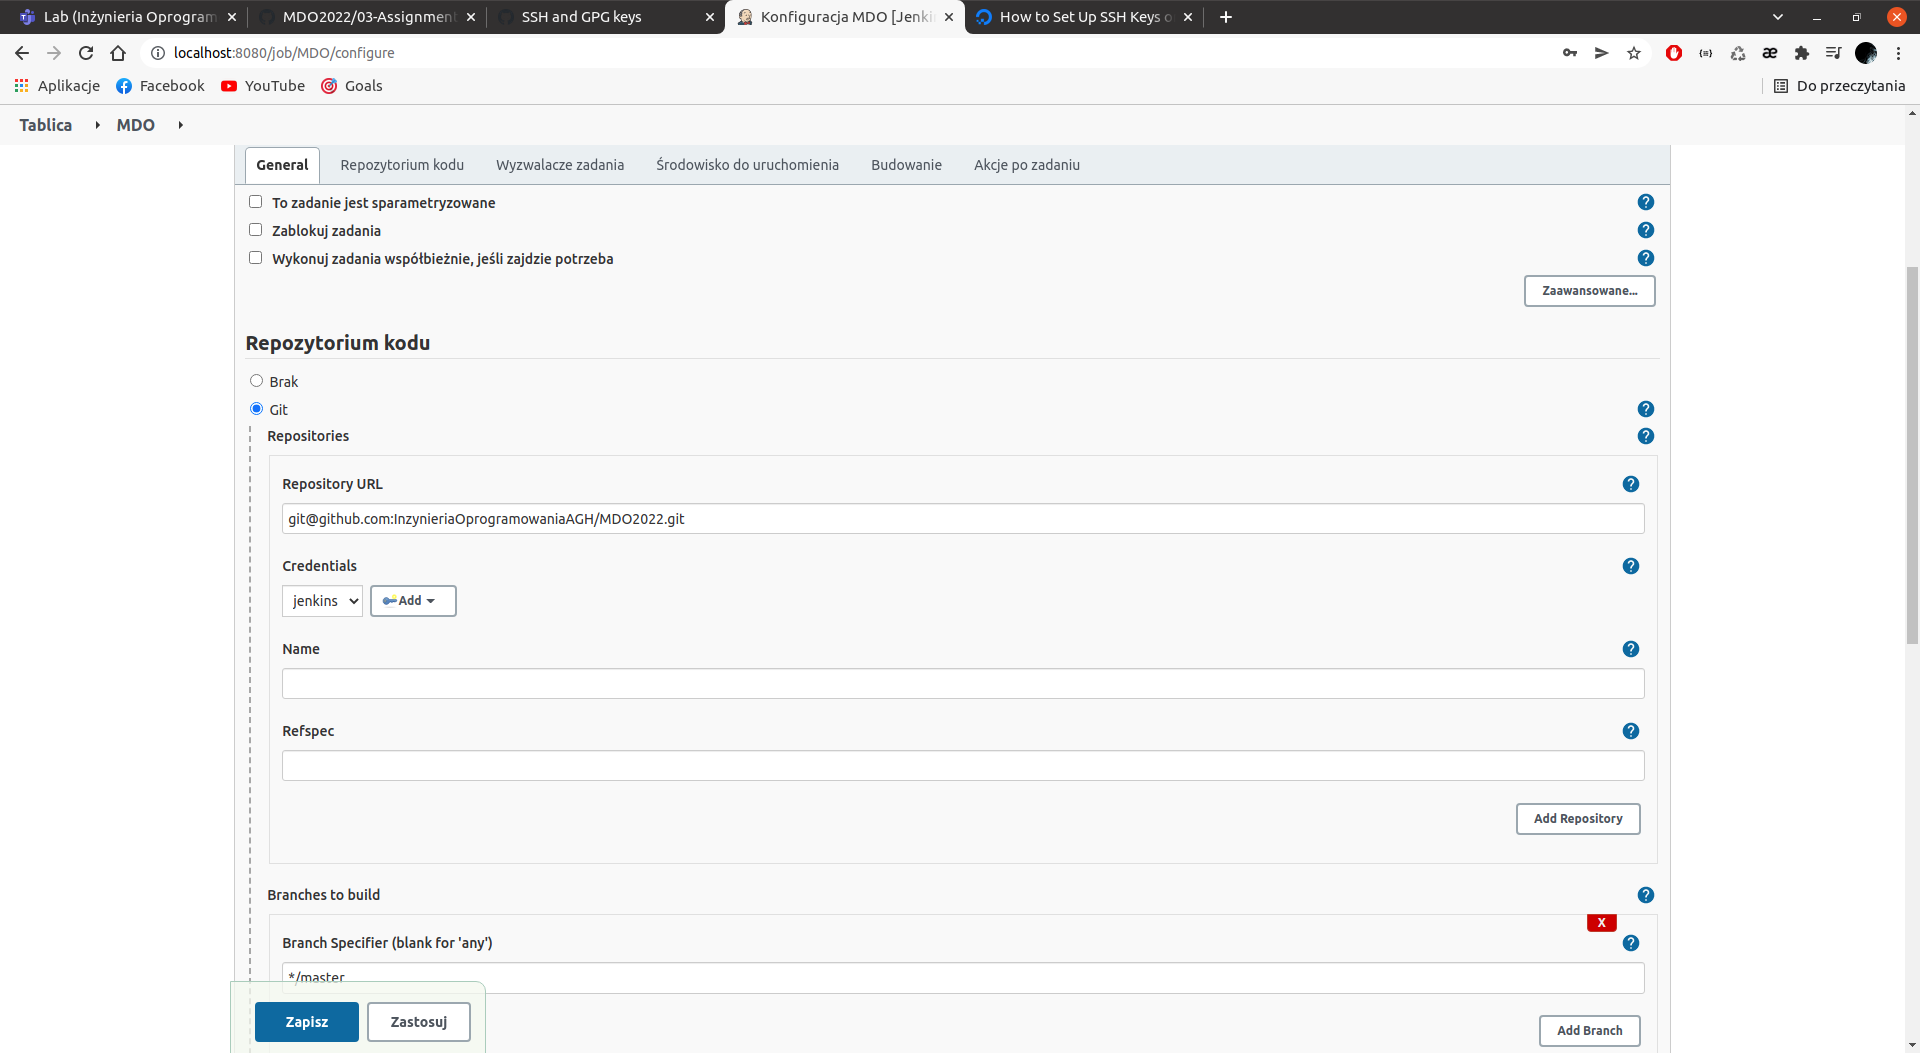 Lab (Inżynieria Oprogram
MDO2022/03-Assignment
SSH and GPG keys
Konfiguracja MDO [Jenki
How to Set Up SSH Keys o
localhost:8080/job/MDO/configure
Aplikacje
Facebook
YouTube
Goals
Do przeczytania
Tablica
MDO
General
Repozytorium kodu
Wyzwalacze zadania
Środowisko do uruchomienia
Budowanie
Akcje po zadaniu
To zadanie jest sparametryzowane
Zablokuj zadania
Wykonuj zadania współbieżnie, jeśli zajdzie potrzeba
Zaawansowane...
Repozytorium kodu
Brak
Git
Repositories
Repository URL
git@github.com:InzynieriaOprogramowaniaAGH/MDO2022.git
Credentials
jenkins
Add
Name
Refspec
Add Repository
Branches to build
X
Branch Specifier (blank for 'any')
*/master
Zapisz
Zastosuj
Add Branch